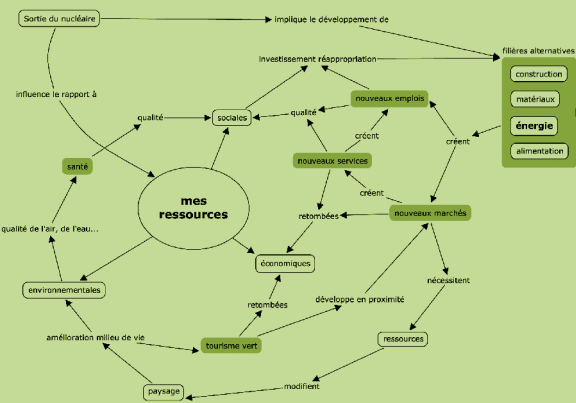 Sortie du nucléaire
implique le développement de
filières alternatives
investissement réappropriation
construction
influence le rapport à
nouveaux emplois
matériaux
qualité
sociales
qualité
énergie
créent
créent
alimentation
santé
nouveaux services
mes
ressources
créent
retombées
nouveaux marchés
qualité de l'air, de l'eau...
économiques
nécessitent
environnementales
développe en proximité
retombées
amélioration milieu de vie
tourisme vert
ressources
paysage
modifient